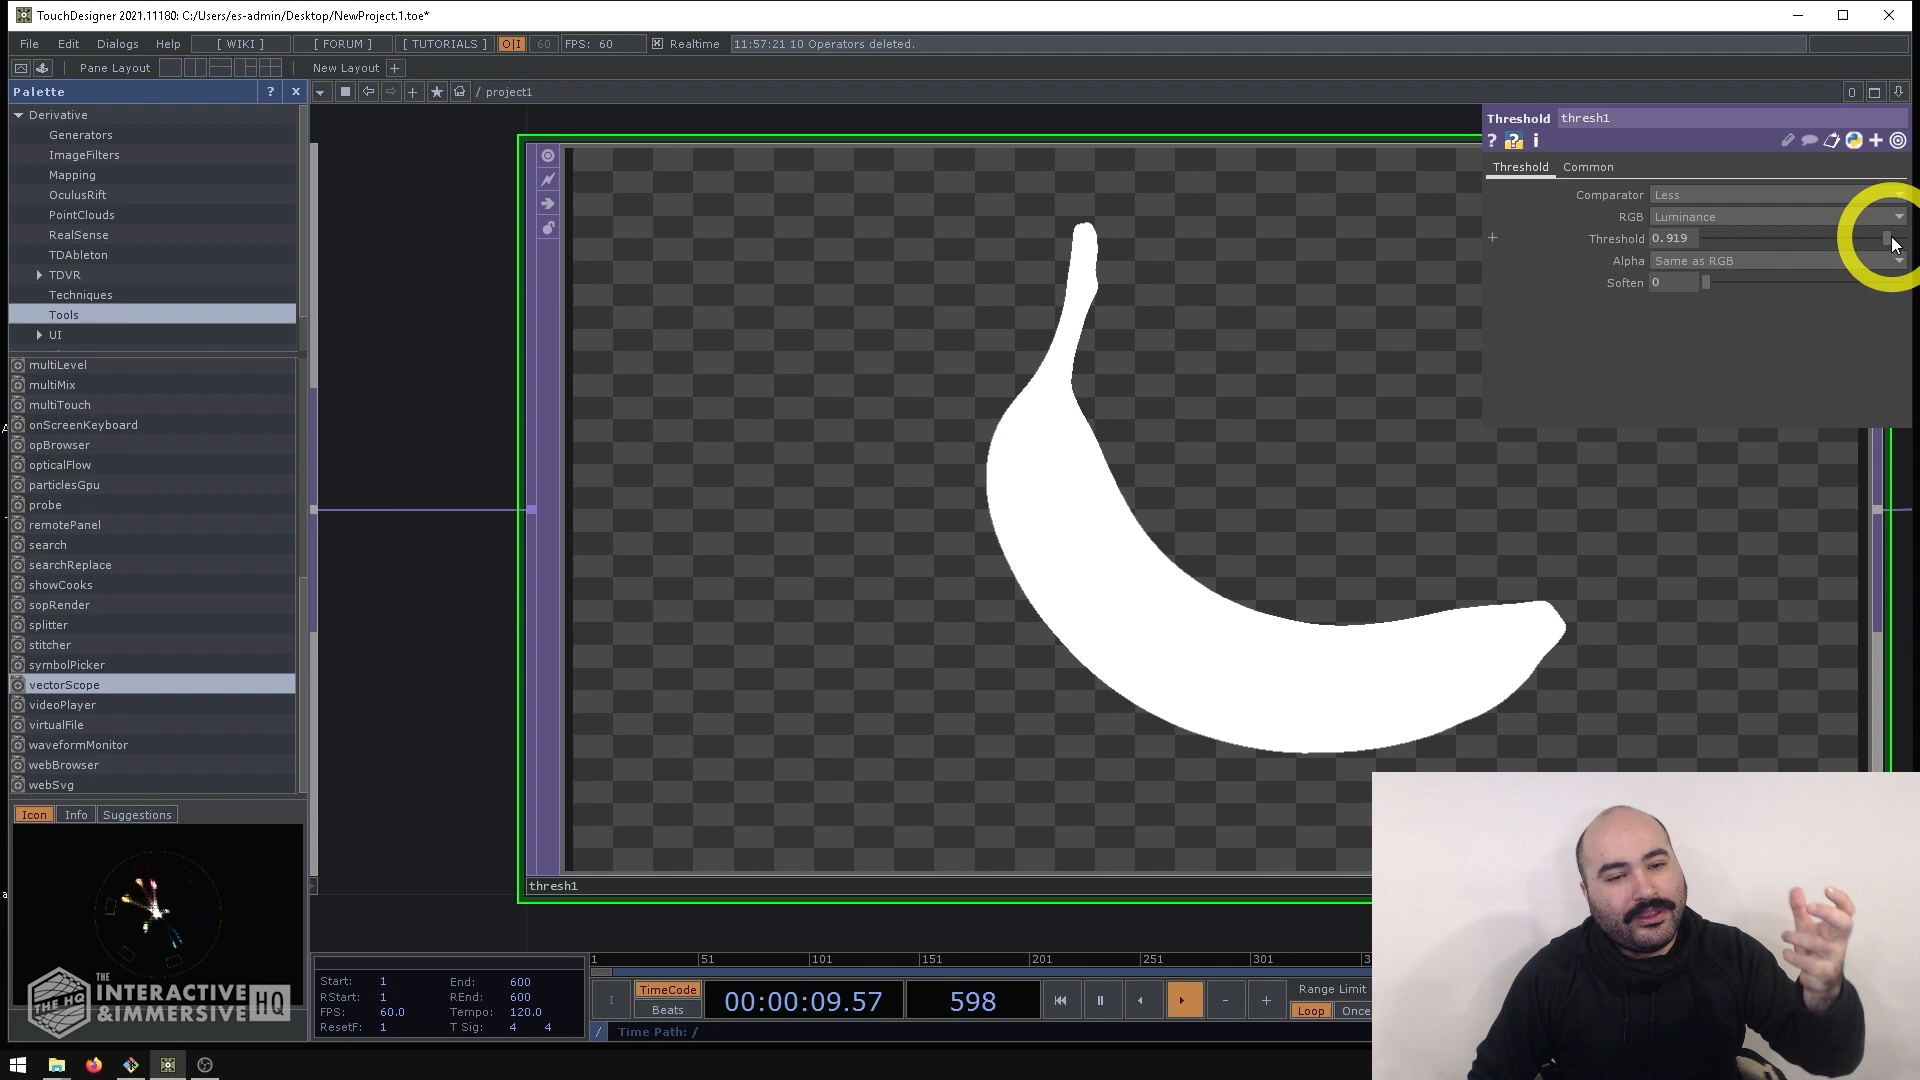 TouchDesigner 2021.11180: C:/Users/es-admin/Desktop/NewProject.1.toe*
File Edit Dialogs Help [ WIKI ] [ FORUM ] [ TUTORIALS ] O|I 60 FPS: 60 Realtime 11:57:21 10 Operators deleted.
Pane Layout New Layout +
Palette ? x / project1 0
Derivative
Generators
ImageFilters
Mapping
OculusRift
PointClouds
RealSense
TDAbleton
TDVR
Techniques
Tools
UI
multiLevel
multiMix
multiTouch
onScreenKeyboard
opBrowser
opticalFlow
particlesGpu
probe
remotePanel
search
searchReplace
showCooks
sopRender
splitter
stitcher
symbolPicker
vectorScope
videoPlayer
virtualFile
waveformMonitor
webBrowser
webSvg
Icon Info Suggestions
THE HQ
THE
INTERACTIVE
& IMMERSIVE HQ
Threshold thresh1
? ? i
Threshold Common
Comparator Less
RGB Luminance
Threshold 0.919
Alpha Same as RGB
Soften 0
thresh1
Start: 1 End: 600
RStart: 1 REnd: 600
FPS: 60.0 Tempo: 120.0
ResetF: 1 T Sig: 4 4
1 51 101 151 201 251 301 3
TimeCode
Beats
00:00:09.57 598
- +
Range Limit
Loop Once
/ Time Path: /